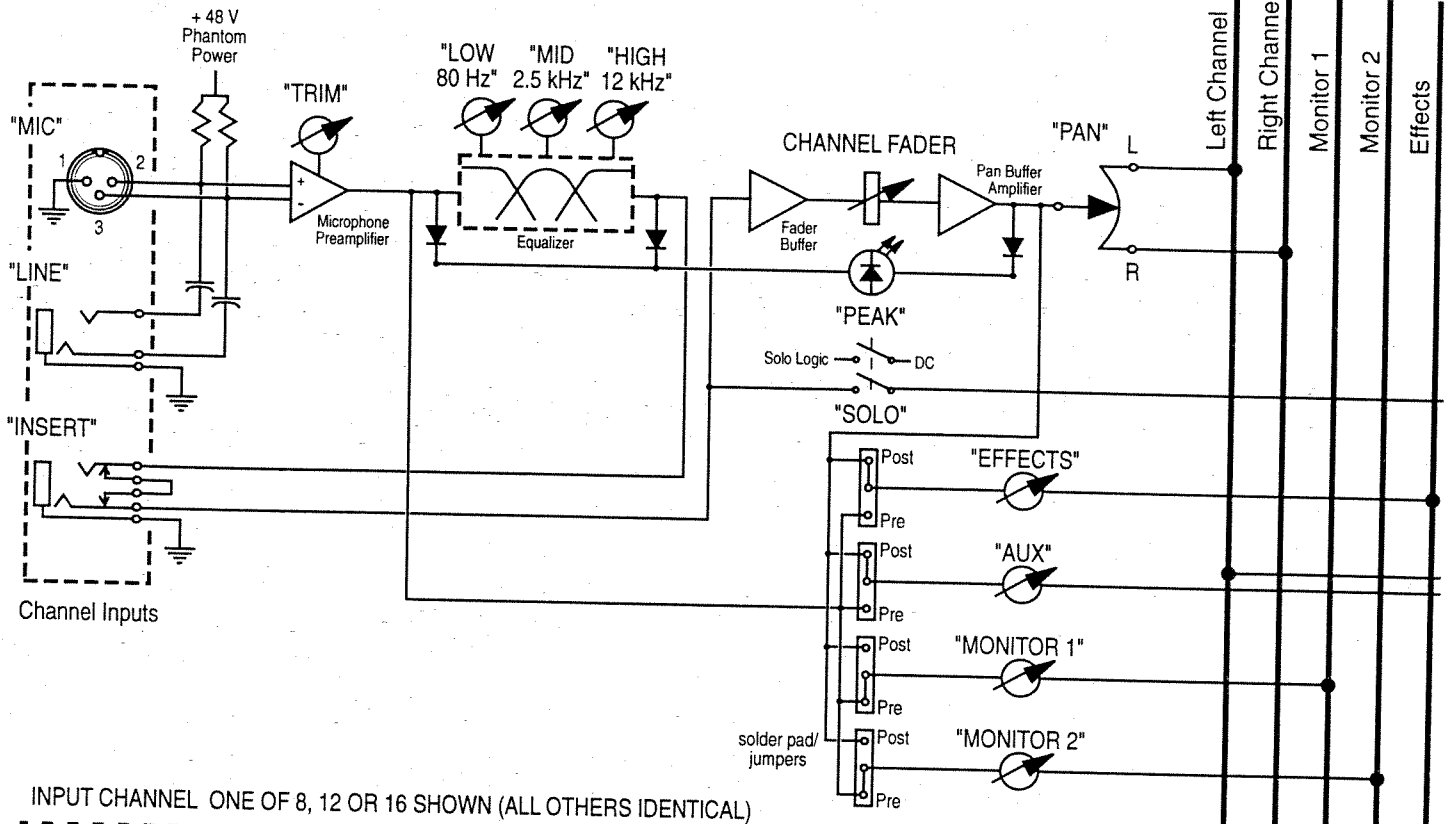 + 48 V
Phantom
Power
"MIC"
1
2
3
"TRIM"
+
-
Microphone
Preamplifier
"LOW
80 Hz"
"MID
2.5 kHz"
"HIGH
12 kHz"
Equalizer
CHANNEL FADER
Fader
Buffer
Pan Buffer
Amplifier
"PAN"
L
R
Left Channel
Right Channe
Monitor 1
Monitor 2
Effects
"LINE"
"PEAK"
Solo Logic
DC
"SOLO"
"INSERT"
Channel Inputs
Post
"EFFECTS"
Pre
Post
"AUX"
Pre
Post
"MONITOR 1"
Pre
solder pad/
jumpers
Post
"MONITOR 2"
Pre
INPUT CHANNEL ONE OF 8, 12 OR 16 SHOWN (ALL OTHERS IDENTICAL)